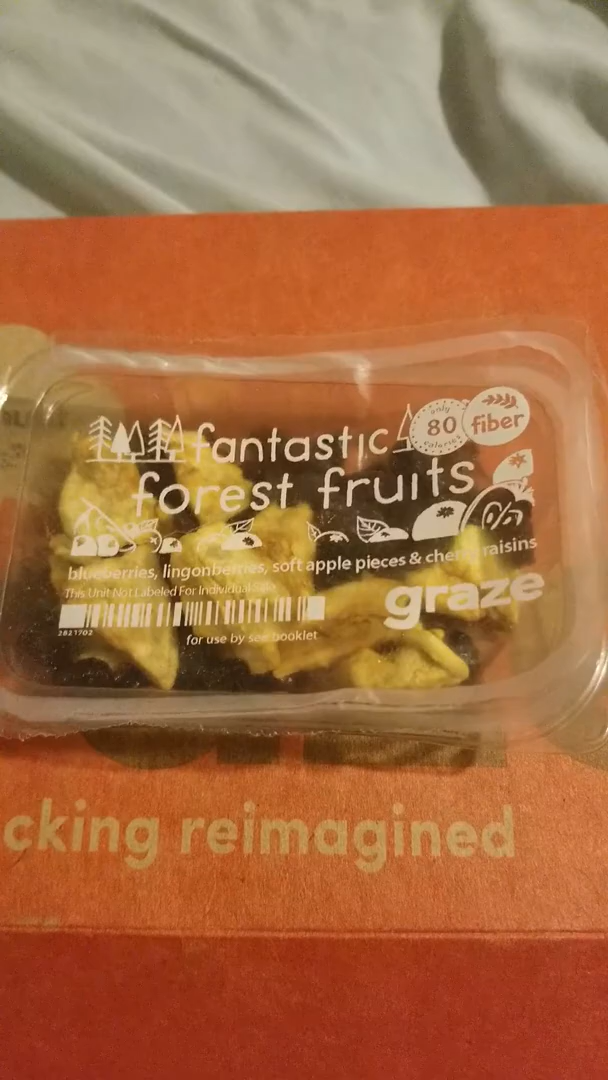 fantastic
forest fruits
only
80
calories
fiber
blueberries, lingonberries, soft apple pieces & cherry raisins
This Unit Not Labeled For Individual Sale
graze
2821702
for use by see booklet
cking reimagined